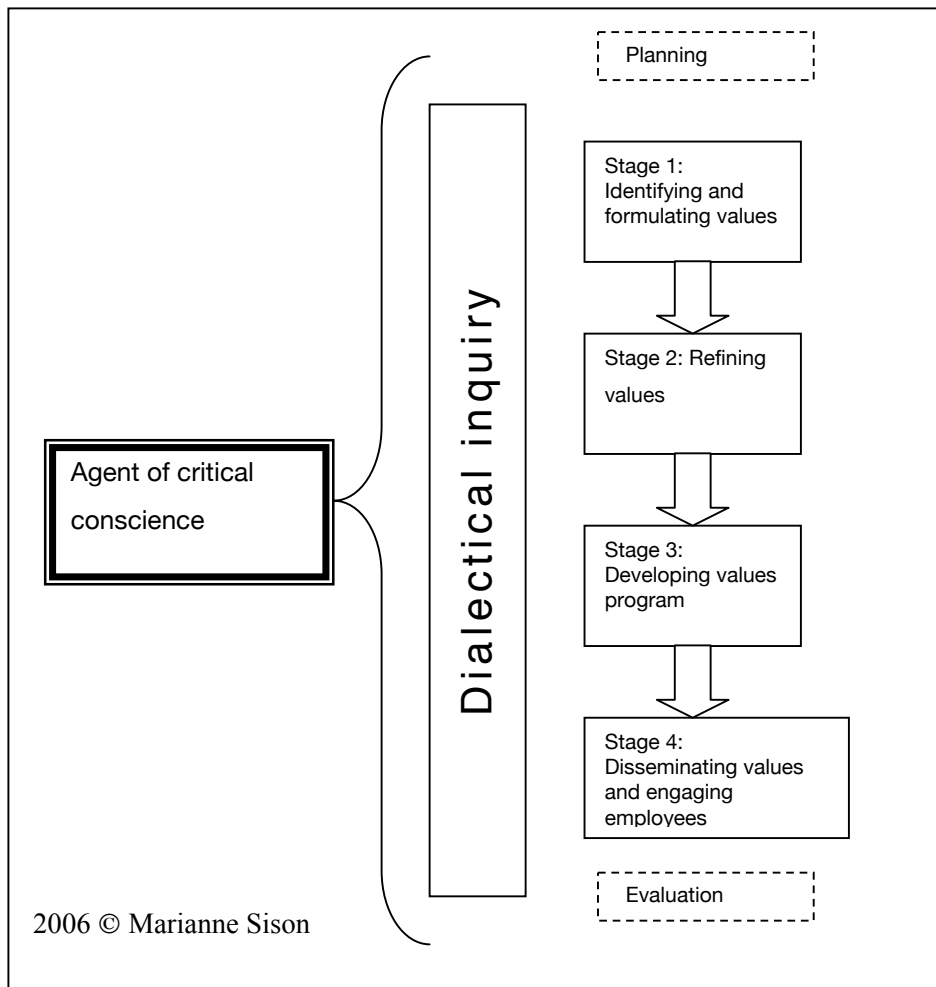 Planning
Stage 1:
Identifying and
formulating values
Stage 2: Refining
values
Agent of critical
conscience
Dialectical inquiry
Stage 3:
Developing values
program
Stage 4:
Disseminating values
and engaging
employees
Evaluation
2006 © Marianne Sison